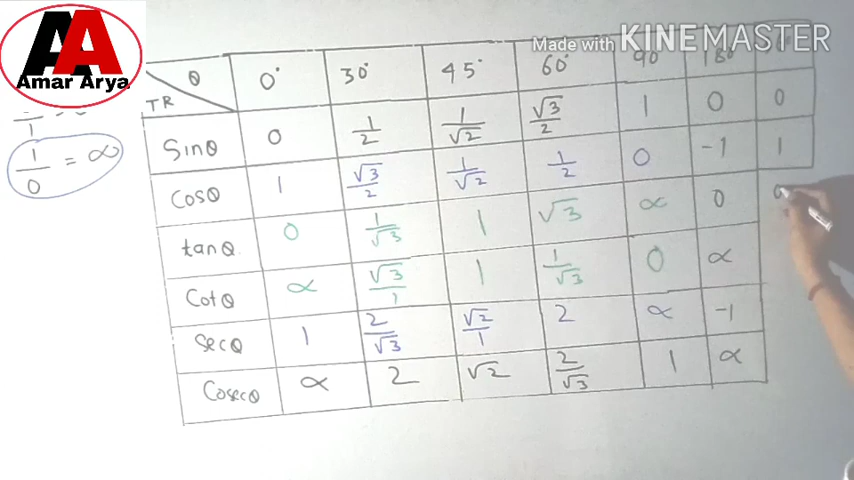 Made with KINEMASTER
AA
Amar Arya
1
1/0 = ∞
θ TR 0° 30° 45° 60° 90° 180°
Sinθ 0 1/2 1/√2 √3/2 1 0 0
Cosθ 1 √3/2 1/√2 1/2 0 -1 1
tanθ 0 1/√3 1 √3 ∝ 0
Cotθ ∝ √3/1 1 1/√3 0 ∝
Secθ 1 2/√3 √2/1 2 ∝ -1
Cosecθ ∝ 2 √2 2/√3 1 ∝